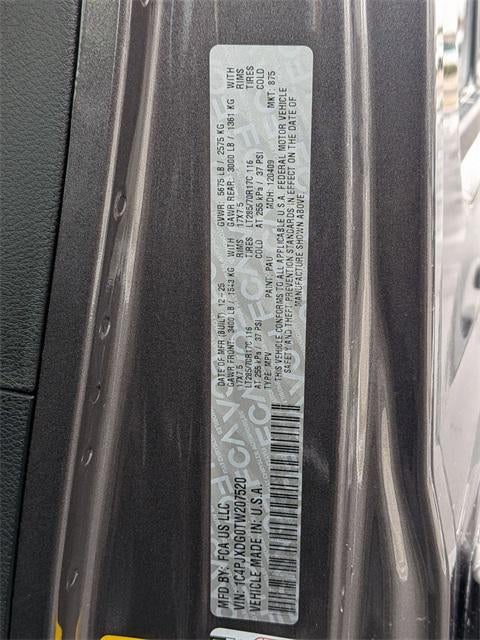 MFD BY: FCA US LLC
DATE OF MFR (BUILT) 12-25
GVWR: 5675 LB / 2575 KG
GAWR FRONT: 3400 LB / 1543 KG WITH
17X7.5 RIMS
LT285/70R17C 116 TIRES
AT 255 kPa / 37 PSI COLD
GAWR REAR: 3000 LB / 1361 KG WITH
17X7.5 RIMS
LT285/70R17C 116 TIRES
AT 255 kPa / 37 PSI COLD
VIN: TW207520
TYPE: MPV PAINT: PAU MDH: 120409 MKT: 875
VEHICLE MADE IN: U.S.A.
VEHICLE CONFORMS TO ALL APPLICABLE U.S.A. FEDERAL MOTOR VEHICLE
SAFETY AND THEFT PREVENTION STANDARDS IN EFFECT ON THE DATE OF
MANUFACTURE SHOWN ABOVE.